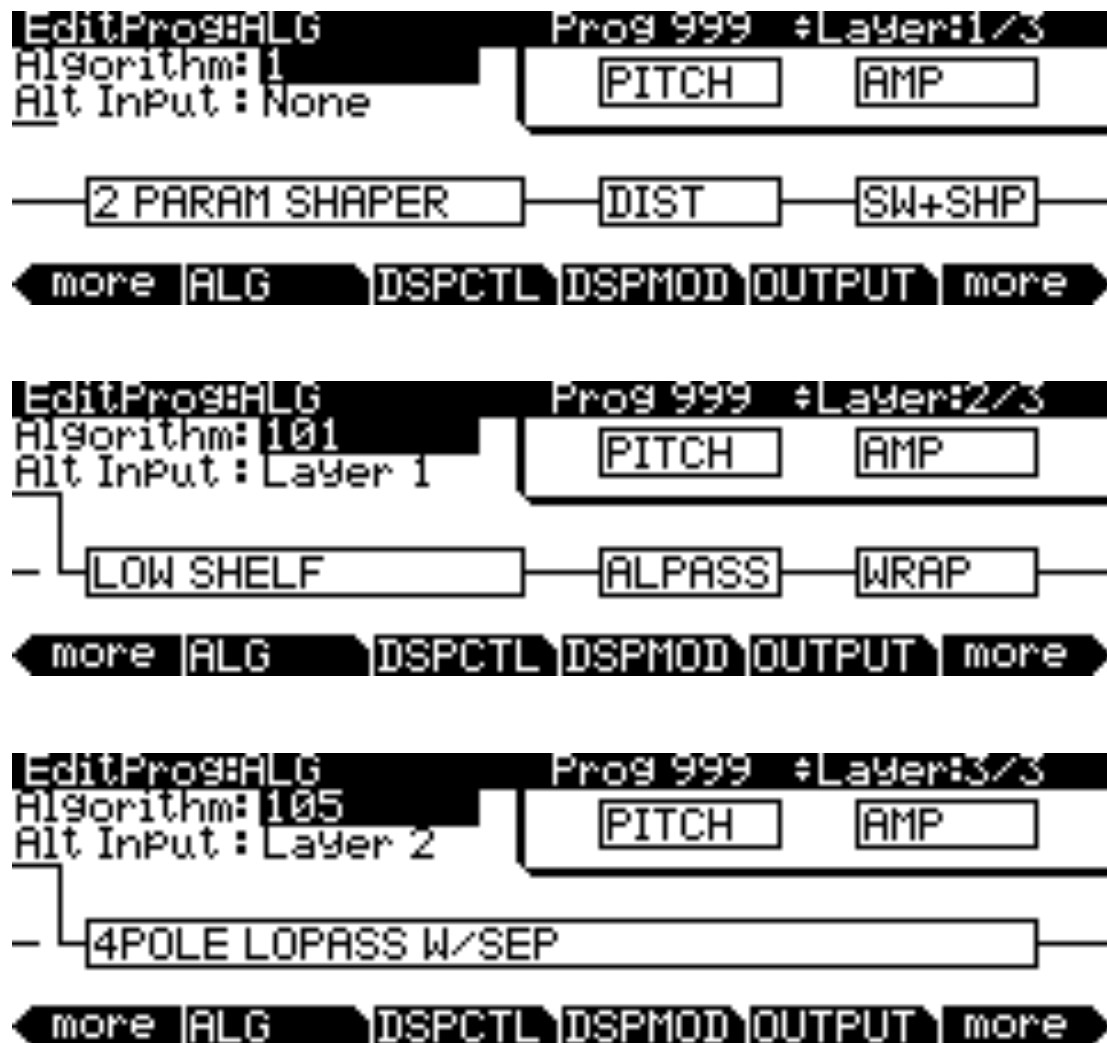 EditProg:ALG Prog 999 ÷Layer:1/3
Algorithm:1
PITCH AMP
Alt Input:None
2 PARAM SHAPER DIST SW+SHP
more ALG DSPCTL DSPMOD OUTPUT more
EditProg:ALG Prog 999 ÷Layer:2/3
Algorithm:101
PITCH AMP
Alt Input:Layer 1
LOW SHELF ALPASS WRAP
more ALG DSPCTL DSPMOD OUTPUT more
EditProg:ALG Prog 999 ÷Layer:3/3
Algorithm:105
PITCH AMP
Alt Input:Layer 2
4POLE LOPASS W/SEP
more ALG DSPCTL DSPMOD OUTPUT more